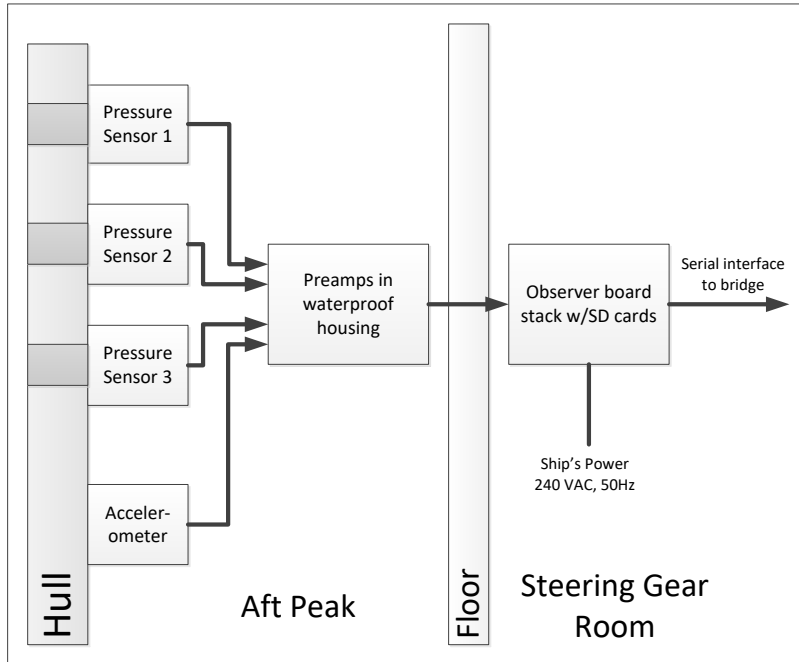 Pressure
Sensor 1
Pressure
Sensor 2
Pressure
Sensor 3
Acceler-
ometer
Hull
Preamps in
waterproof
housing
Aft Peak
Floor
Observer board
stack w/SD cards
Serial interface
to bridge
Ship's Power
240 VAC, 50Hz
Steering Gear
Room